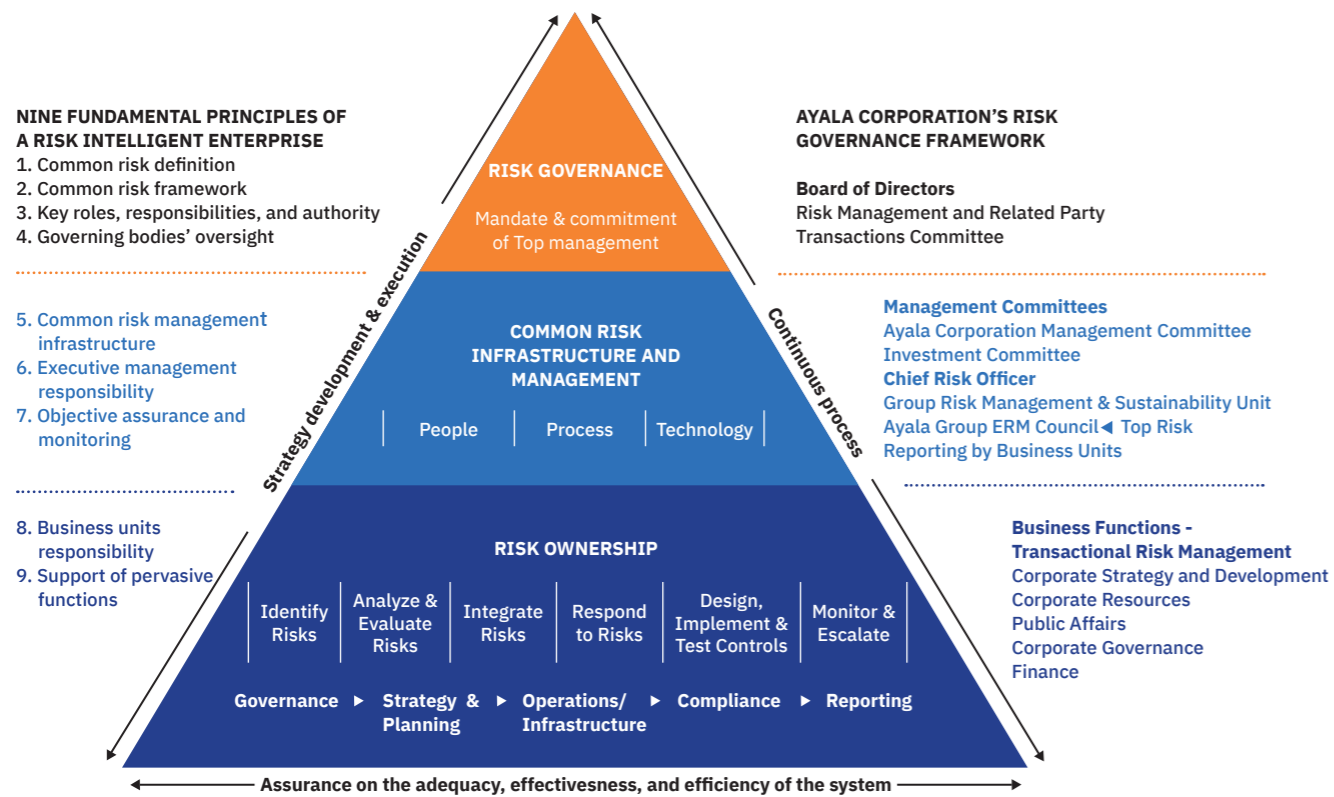 NINE FUNDAMENTAL PRINCIPLES OF
A RISK INTELLIGENT ENTERPRISE
1. Common risk definition
2. Common risk framework
3. Key roles, responsibilities, and authority
4. Governing bodies’ oversight
5. Common risk management
infrastructure
6. Executive management
responsibility
7. Objective assurance and
monitoring
8. Business units
responsibility
9. Support of pervasive
functions
Strategy development & execution
RISK GOVERNANCE
Mandate & commitment
of Top management
COMMON RISK
INFRASTRUCTURE AND
MANAGEMENT
People
Process
Technology
RISK OWNERSHIP
Identify
Risks
Analyze &
Evaluate
Risks
Integrate
Risks
Respond
to Risks
Design,
Implement &
Test Controls
Monitor &
Escalate
Governance ▶
Strategy &
Planning
▶ Operations/
Infrastructure
▶ Compliance
▶ Reporting
Continuous process
AYALA CORPORATION’S RISK
GOVERNANCE FRAMEWORK
Board of Directors
Risk Management and Related Party
Transactions Committee
Management Committees
Ayala Corporation Management Committee
Investment Committee
Chief Risk Officer
Group Risk Management & Sustainability Unit
Ayala Group ERM Council◀ Top Risk
Reporting by Business Units
Business Functions -
Transactional Risk Management
Corporate Strategy and Development
Corporate Resources
Public Affairs
Corporate Governance
Finance
Assurance on the adequacy, effectivesness, and efficiency of the system